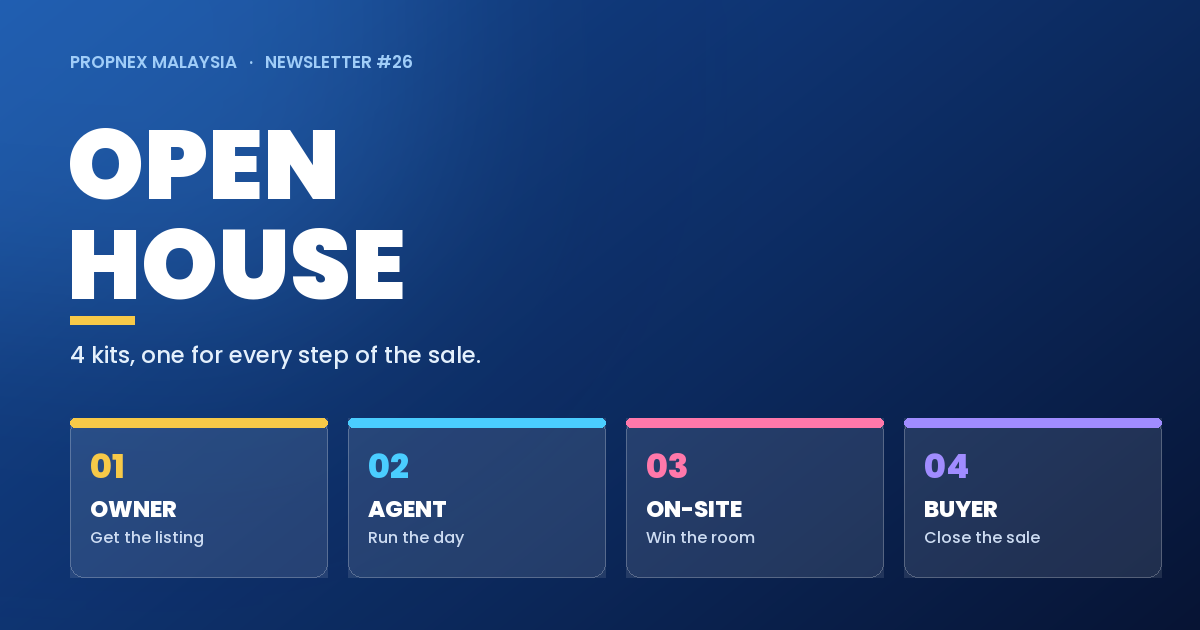 PROPNEX MALAYSIA · NEWSLETTER #26
OPEN
HOUSE
4 kits, one for every step of the sale.
01
OWNER
Get the listing
02
AGENT
Run the day
03
ON-SITE
Win the room
04
BUYER
Close the sale